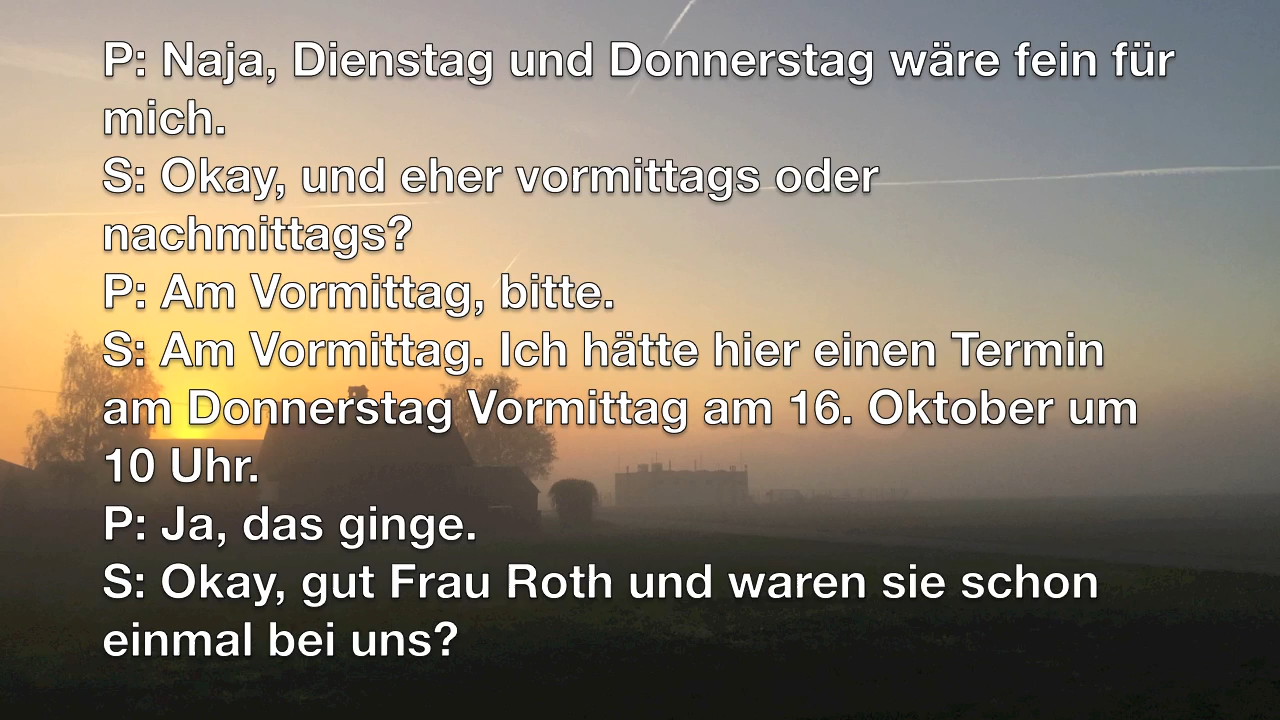 P: Naja, Dienstag und Donnerstag wäre fein für
mich.
S: Okay, und eher vormittags oder
nachmittags?
P: Am Vormittag, bitte.
S: Am Vormittag. Ich hätte hier einen Termin
am Donnerstag Vormittag am 16. Oktober um
10 Uhr.
P: Ja, das ginge.
S: Okay, gut Frau Roth und waren sie schon
einmal bei uns?